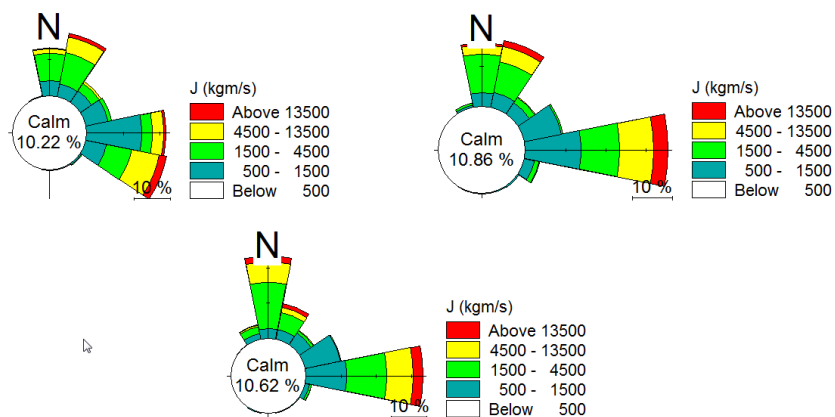 N
J (kgm/s)
Calm
10.22 %
Above 13500
4500 - 13500
1500 - 4500
500 - 1500
Below 500
10 %
N
J (kgm/s)
Calm
10.86 %
Above 13500
4500 - 13500
1500 - 4500
500 - 1500
Below 500
10 %
N
J (kgm/s)
Calm
10.62 %
Above 13500
4500 - 13500
1500 - 4500
500 - 1500
Below 500
10 %